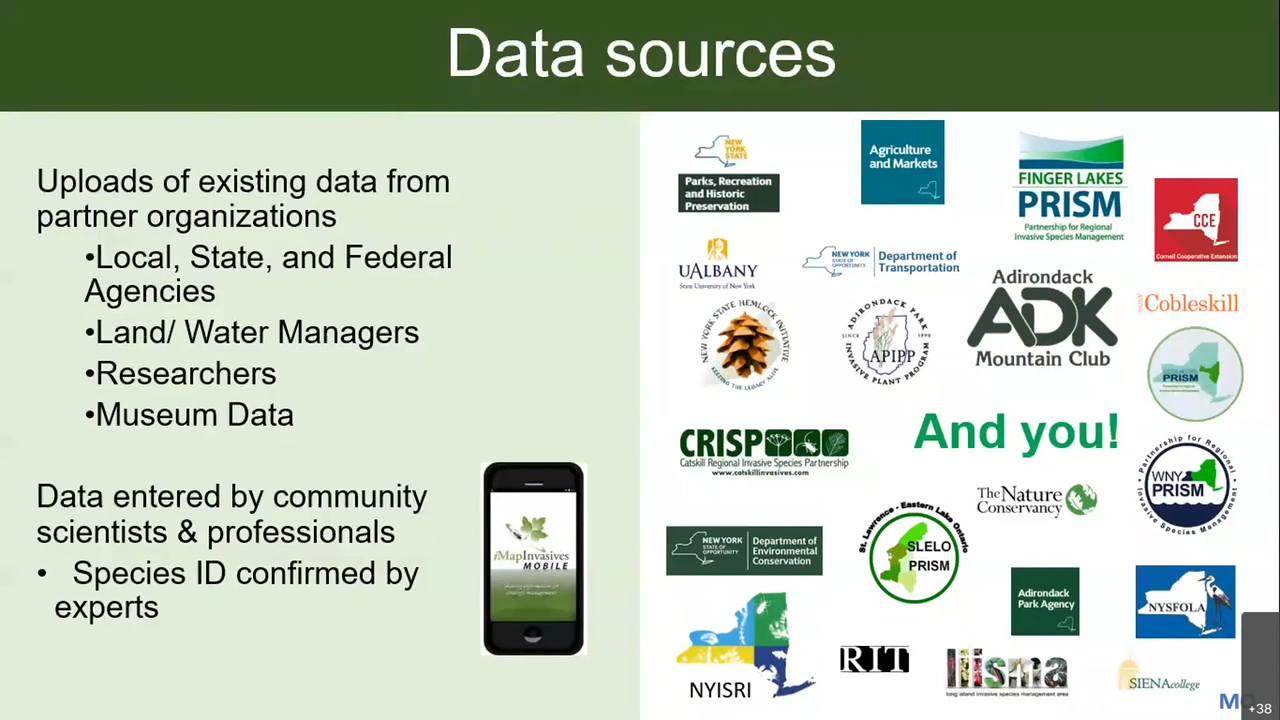 Data sources
Uploads of existing data from
partner organizations
•Local, State, and Federal
Agencies
•Land/ Water Managers
•Researchers
•Museum Data
Data entered by community
scientists & professionals
• Species ID confirmed by
experts
iMapInvasives
MOBILE
NEW YORK STATE
Parks, Recreation
and Historic
Preservation
Agriculture
and Markets
FINGER LAKES
PRISM
Partnership for Regional
Invasive Species Management
CCE
Cornell Cooperative Extension
UALBANY
State University of New York
NEW YORK
STATE OF
OPPORTUNITY
Department of
Transportation
Adirondack
ADK
Mountain Club
SUNY Cobleskill
NEW YORK STATE HEMLOCK INITIATIVE
KEEPING THE LEGACY ALIVE
ADIRONDACK PARK
INVASIVE PLANT PROGRAM
SINCE 1998
APIPP
PRISM
And you!
CRISP
Catskill Regional Invasive Species Partnership
www.catskillinvasives.com
Partnership for Regional
Invasive Species Management
WNY
PRISM
The Nature
Conservancy
NEW YORK
STATE OF
OPPORTUNITY
Department of
Environmental
Conservation
St. Lawrence - Eastern Lake Ontario
SLELO
PRISM
Adirondack
Park Agency
NYSFOLA
NYISRI
RIT
lisma
long island invasive species management area
SIENAcollege
+38